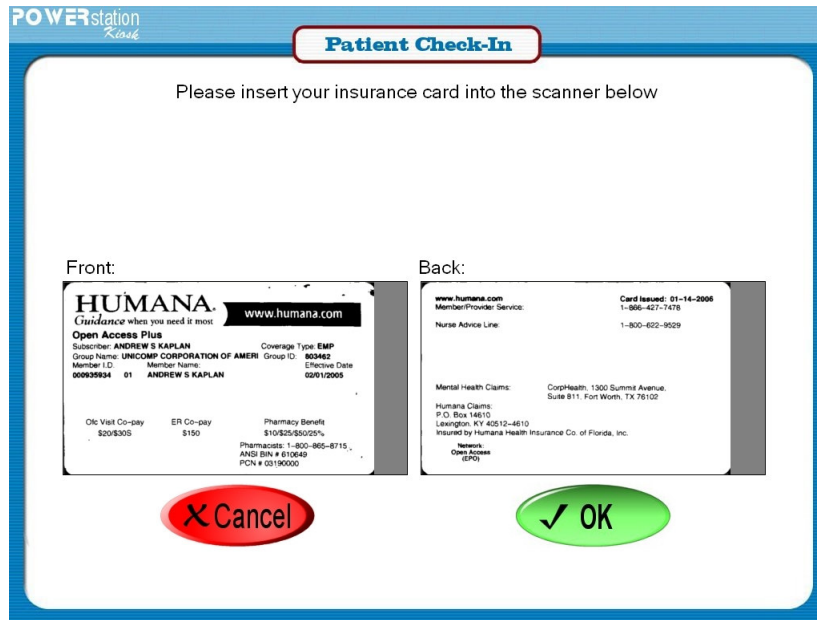 POWERstation
Kiosk
Patient Check-In
Please insert your insurance card into the scanner below
Front:
HUMANA.
Guidance when you need it most
www.humana.com
Open Access Plus
Subscriber: ANDREW S KAPLAN Coverage Type: EMP
Group Name: UNICOMP CORPORATION OF AMERI Group ID: 803462
Member I.D. Member Name: Effective Date
000935934 01 ANDREW S KAPLAN 02/01/2005
Ofc Visit Co-pay ER Co-pay Pharmacy Benefit
$20/$30S $150 $10/$25/$50/25%
Pharmacists: 1-800-865-8715
ANSI BIN # 610649
PCN # 03190000
Back:
www.humana.com Card Issued: 01-14-2006
Member/Provider Service: 1-866-427-7478
Nurse Advice Line: 1-800-622-9529
Mental Health Claims: CorpHealth, 1300 Summit Avenue,
Suite 811, Fort Worth, TX 76102
Humana Claims:
P.O. Box 14610
Lexington, KY 40512-4610
Insured by Humana Health Insurance Co. of Florida, Inc.
Network:
Open Access
(EPO)
Cancel
OK